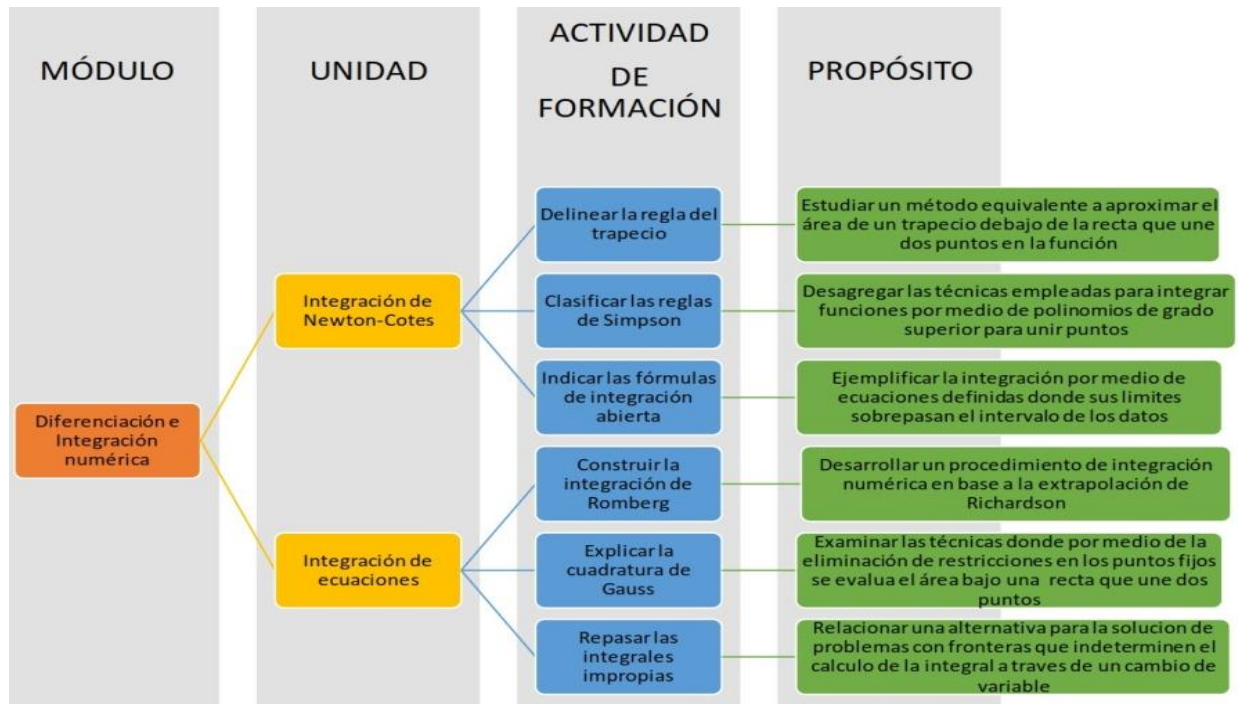 MÓDULO
UNIDAD
ACTIVIDAD
DE
FORMACIÓN
PROPÓSITO
Diferenciación e
Integración
numérica
Integración de
Newton-Cotes
Delinear la regla del
trapecio
Estudiar un método equivalente a aproximar el
área de un trapecio debajo de la recta que une
dos puntos en la función
Clasificar las reglas
de Simpson
Desagregar las técnicas empleadas para integrar
funciones por medio de polinomios de grado
superior para unir puntos
Indicar las fórmulas
de integración
abierta
Ejemplificar la integración por medio de
ecuaciones definidas donde sus limites
sobrepasan el intervalo de los datos
Integración de
ecuaciones
Construir la
integración de
Romberg
Desarrollar un procedimiento de integración
numérica en base a la extrapolación de
Richardson
Explicar la
cuadratura de
Gauss
Examinar las técnicas donde por medio de la
eliminación de restricciones en los puntos fijos
se evalua el área bajo una recta que une dos
puntos
Repasar las
integrales
impropias
Relacionar una alternativa para la solucion de
problemas con fronteras que indeterminen el
calculo de la integral a traves de un cambio de
variable